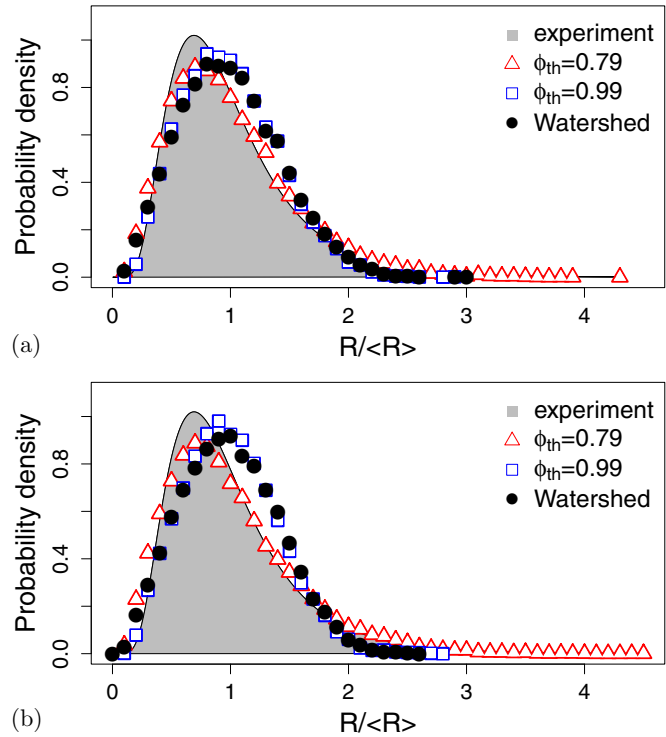 experiment
ϕth=0.79
ϕth=0.99
Watershed
Probability density
0.0 0.4 0.8
0 1 2 3 4
R/<R>
(a)
experiment
ϕth=0.79
ϕth=0.99
Watershed
Probability density
0.0 0.4 0.8
0 1 2 3 4
R/<R>
(b)